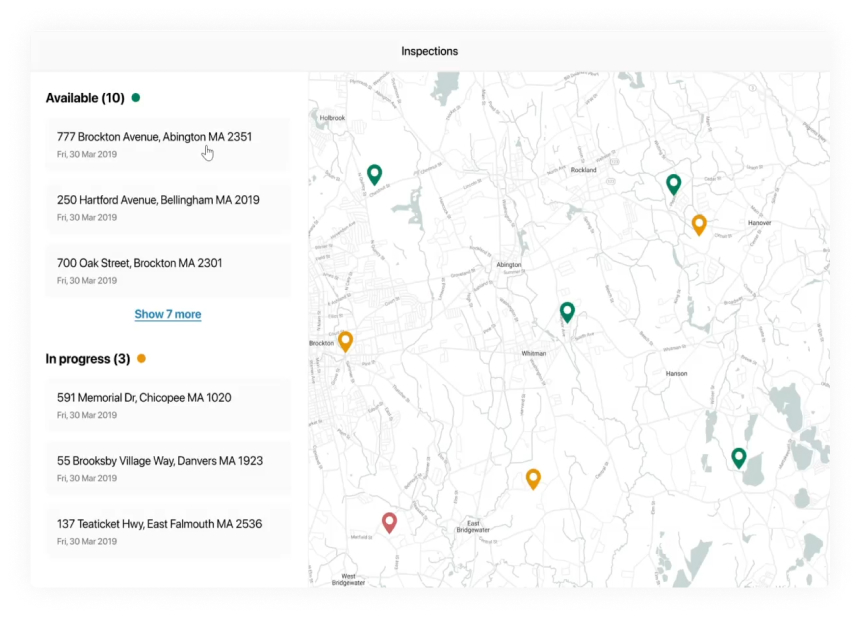 Inspections
Available (10)
777 Brockton Avenue, Abington MA 2351
Fri, 30 Mar 2019
250 Hartford Avenue, Bellingham MA 2019
Fri, 30 Mar 2019
700 Oak Street, Brockton MA 2301
Fri, 30 Mar 2019
Show 7 more
In progress (3)
591 Memorial Dr, Chicopee MA 1020
Fri, 30 Mar 2019
55 Brooksby Village Way, Danvers MA 1923
Fri, 30 Mar 2019
137 Teaticket Hwy, East Falmouth MA 2536
Fri, 30 Mar 2019
Holbrook
Rockland
Hanover
Abington
Brockton
Whitman
Hanson
East
Bridgewater
West
Bridgewater